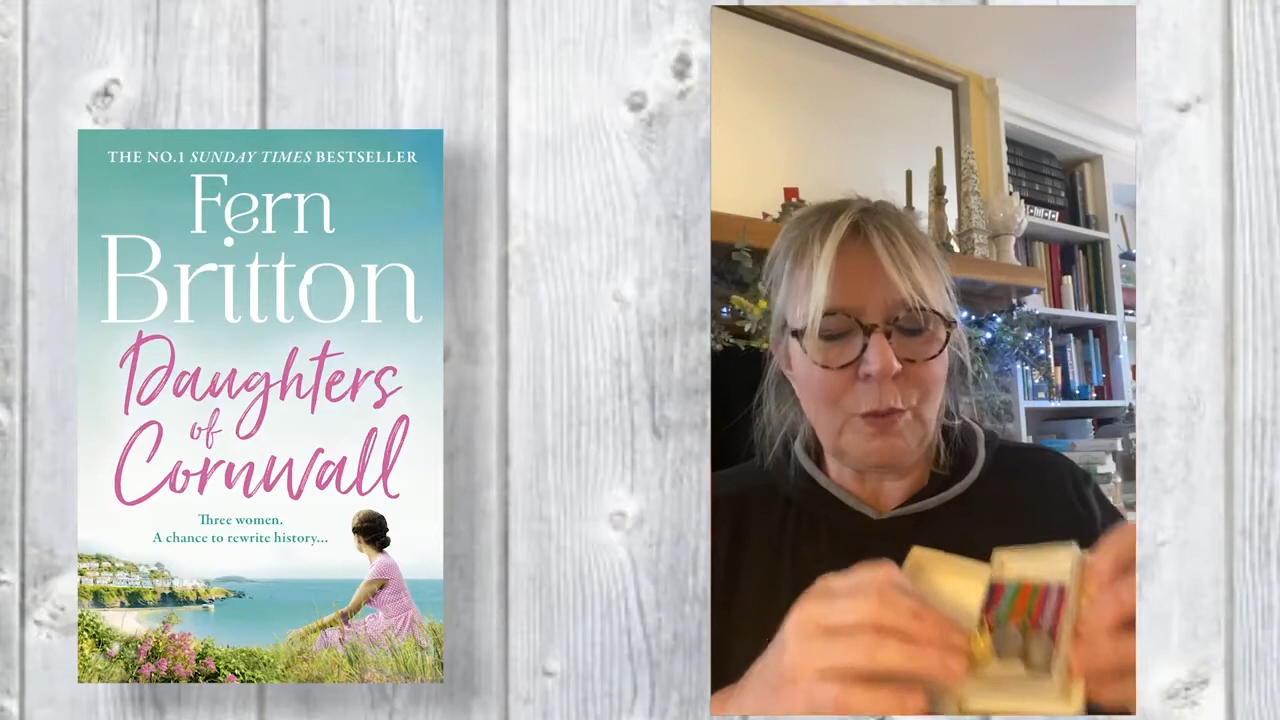 THE NO.1 SUNDAY TIMES BESTSELLER
Fern
Britton
Daughters
of
Cornwall
Three women.
A chance to rewrite history...